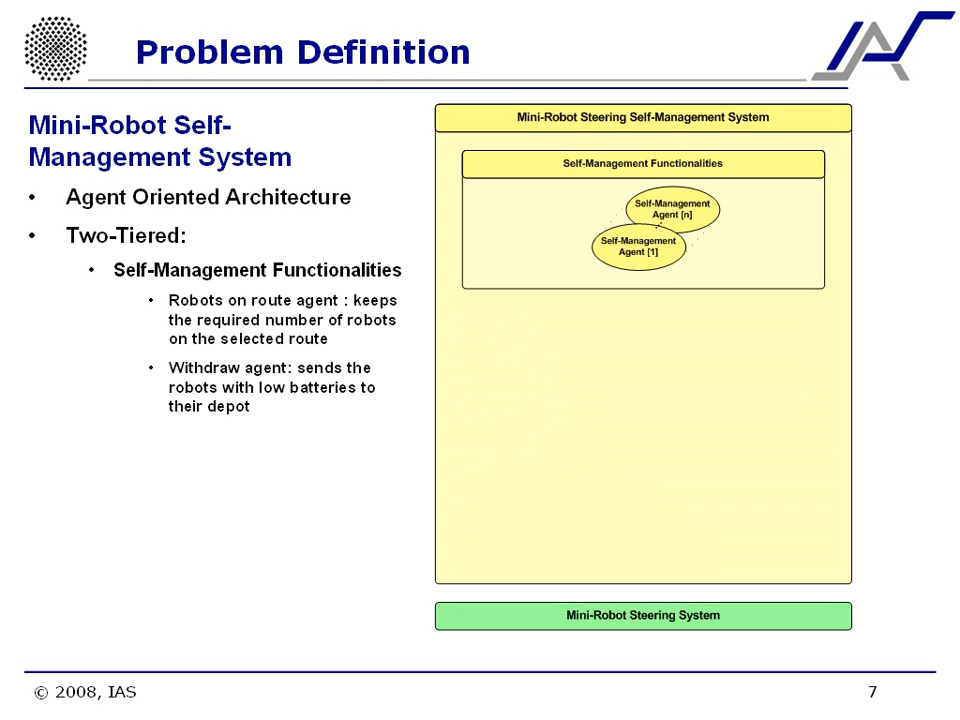 Problem Definition
Mini-Robot Self-
Management System
• Agent Oriented Architecture
• Two-Tiered:
• Self-Management Functionalities
• Robots on route agent : keeps
the required number of robots
on the selected route
• Withdraw agent: sends the
robots with low batteries to
their depot
Mini-Robot Steering Self-Management System
Self-Management Functionalities
Self-Management
Agent [n]
Self-Management
Agent [1]
Mini-Robot Steering System
© 2008, IAS
7